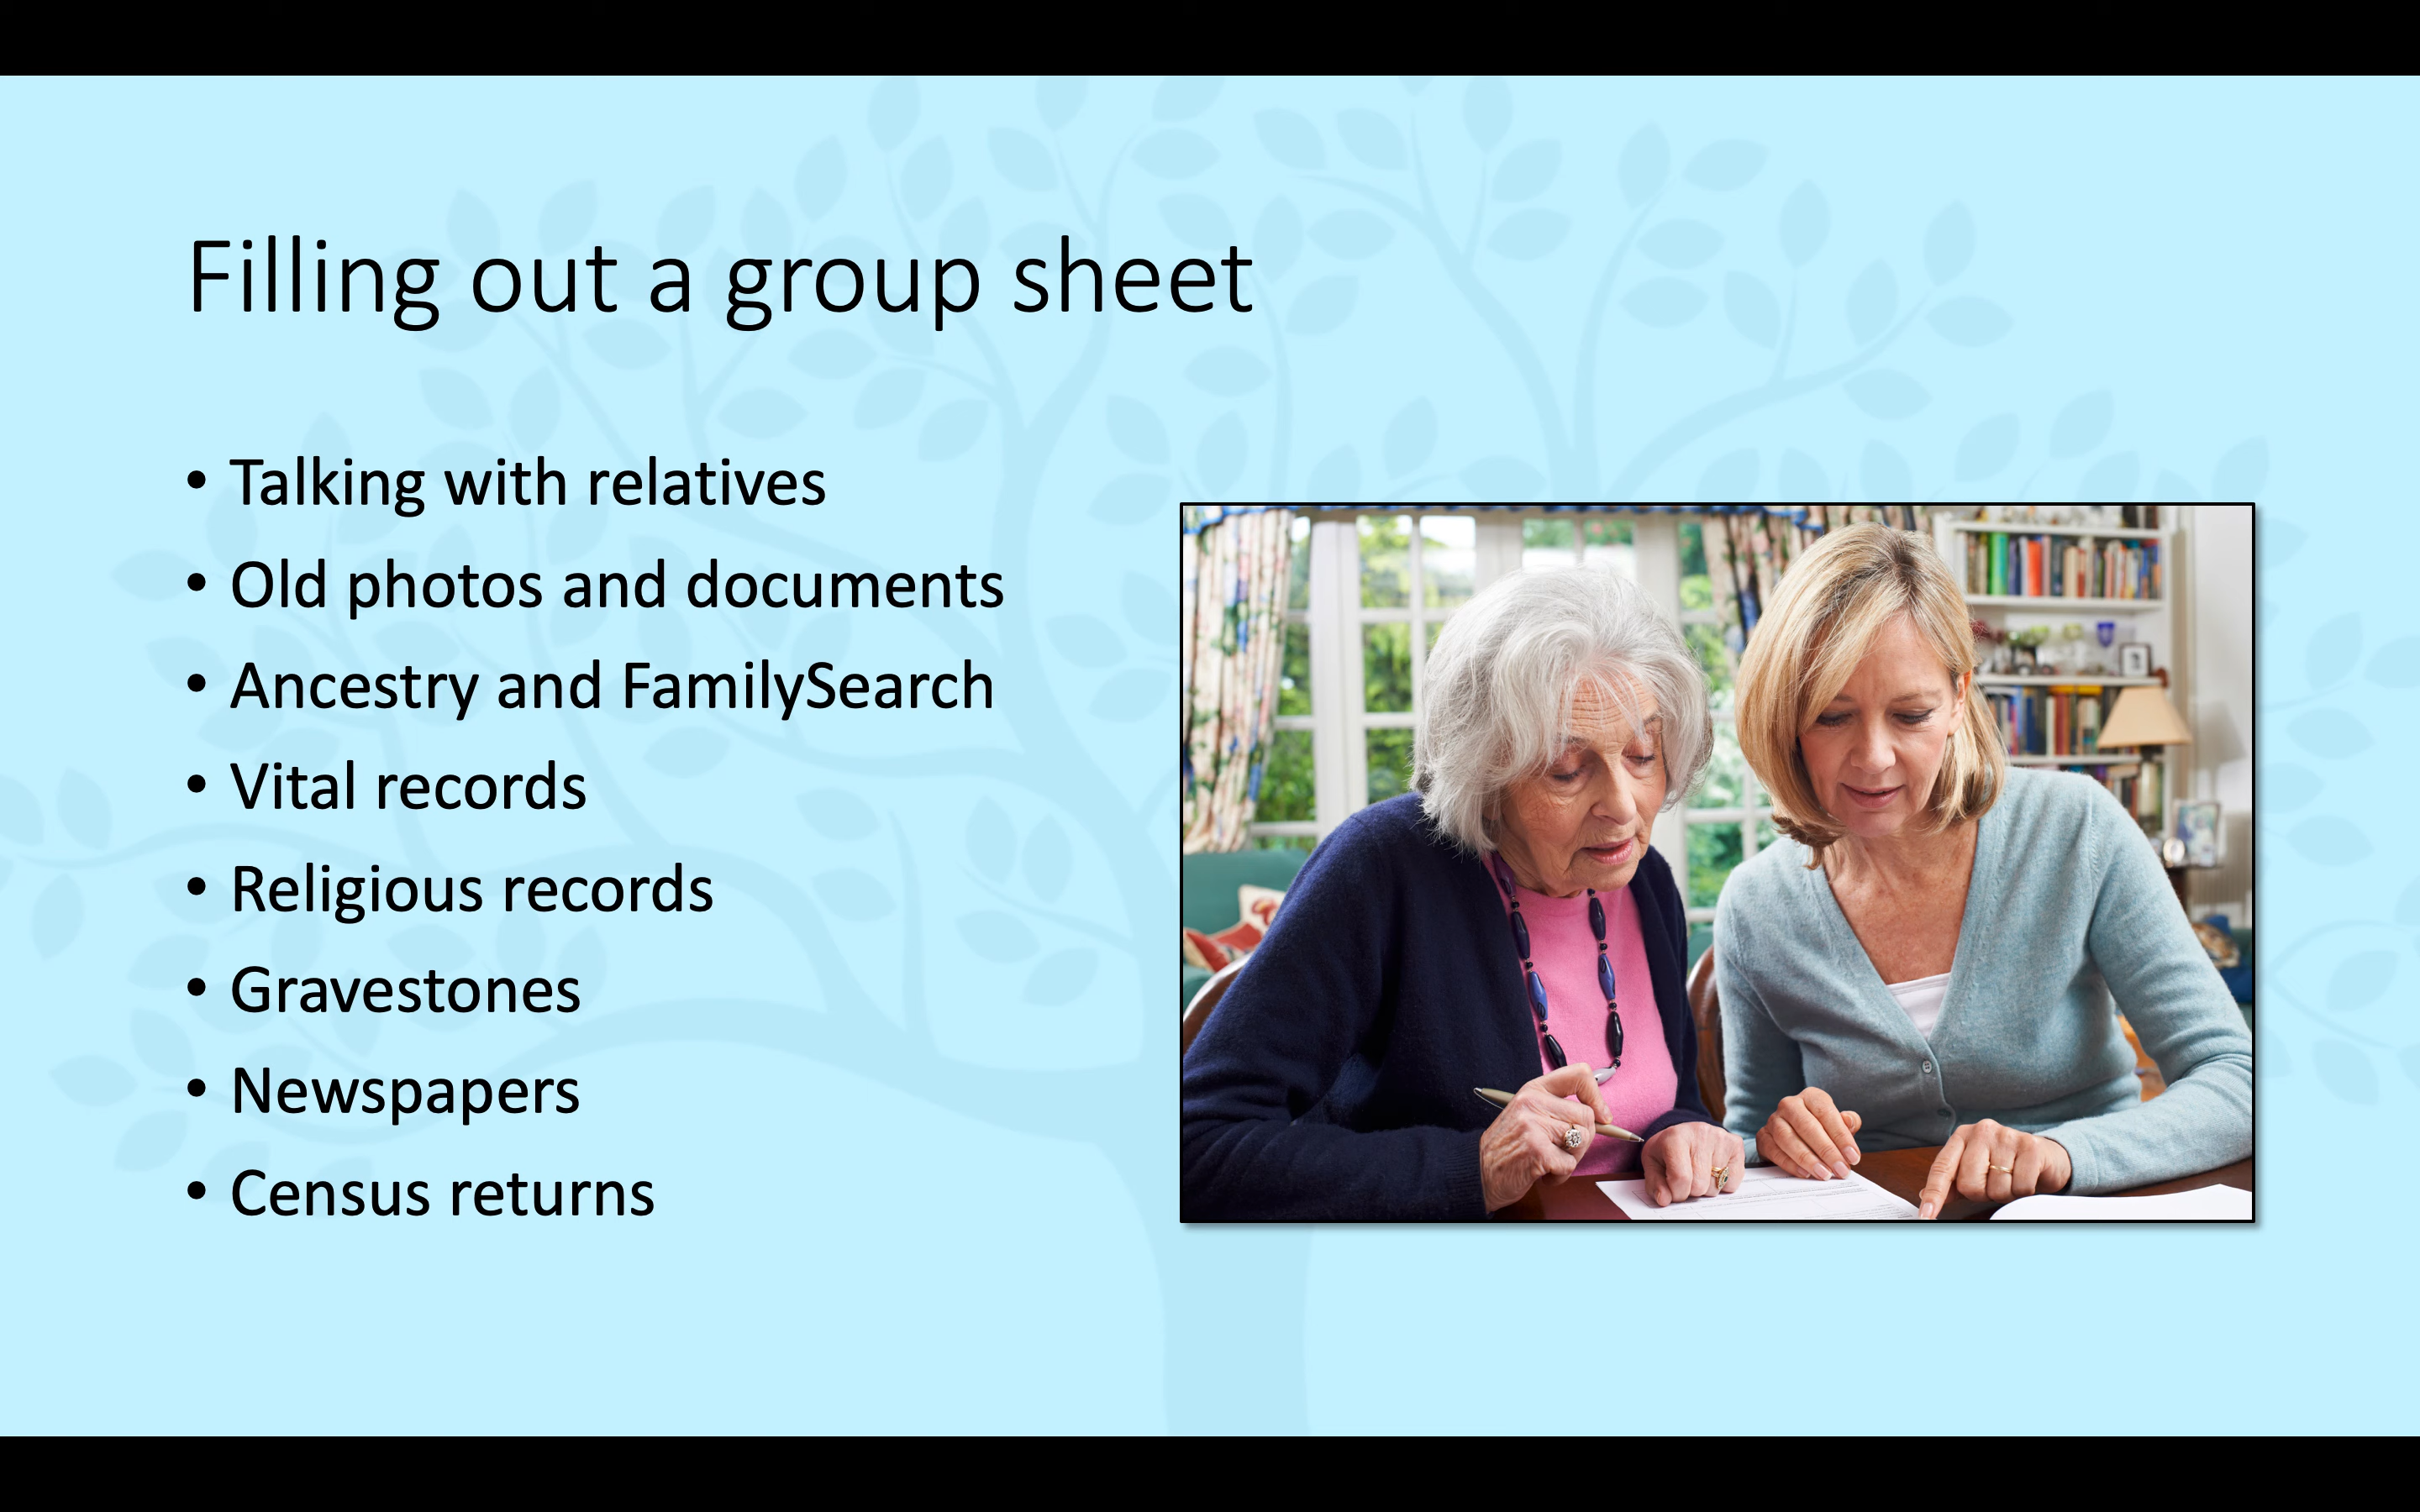 Filling out a group sheet
• Talking with relatives
• Old photos and documents
• Ancestry and FamilySearch
• Vital records
• Religious records
• Gravestones
• Newspapers
• Census returns